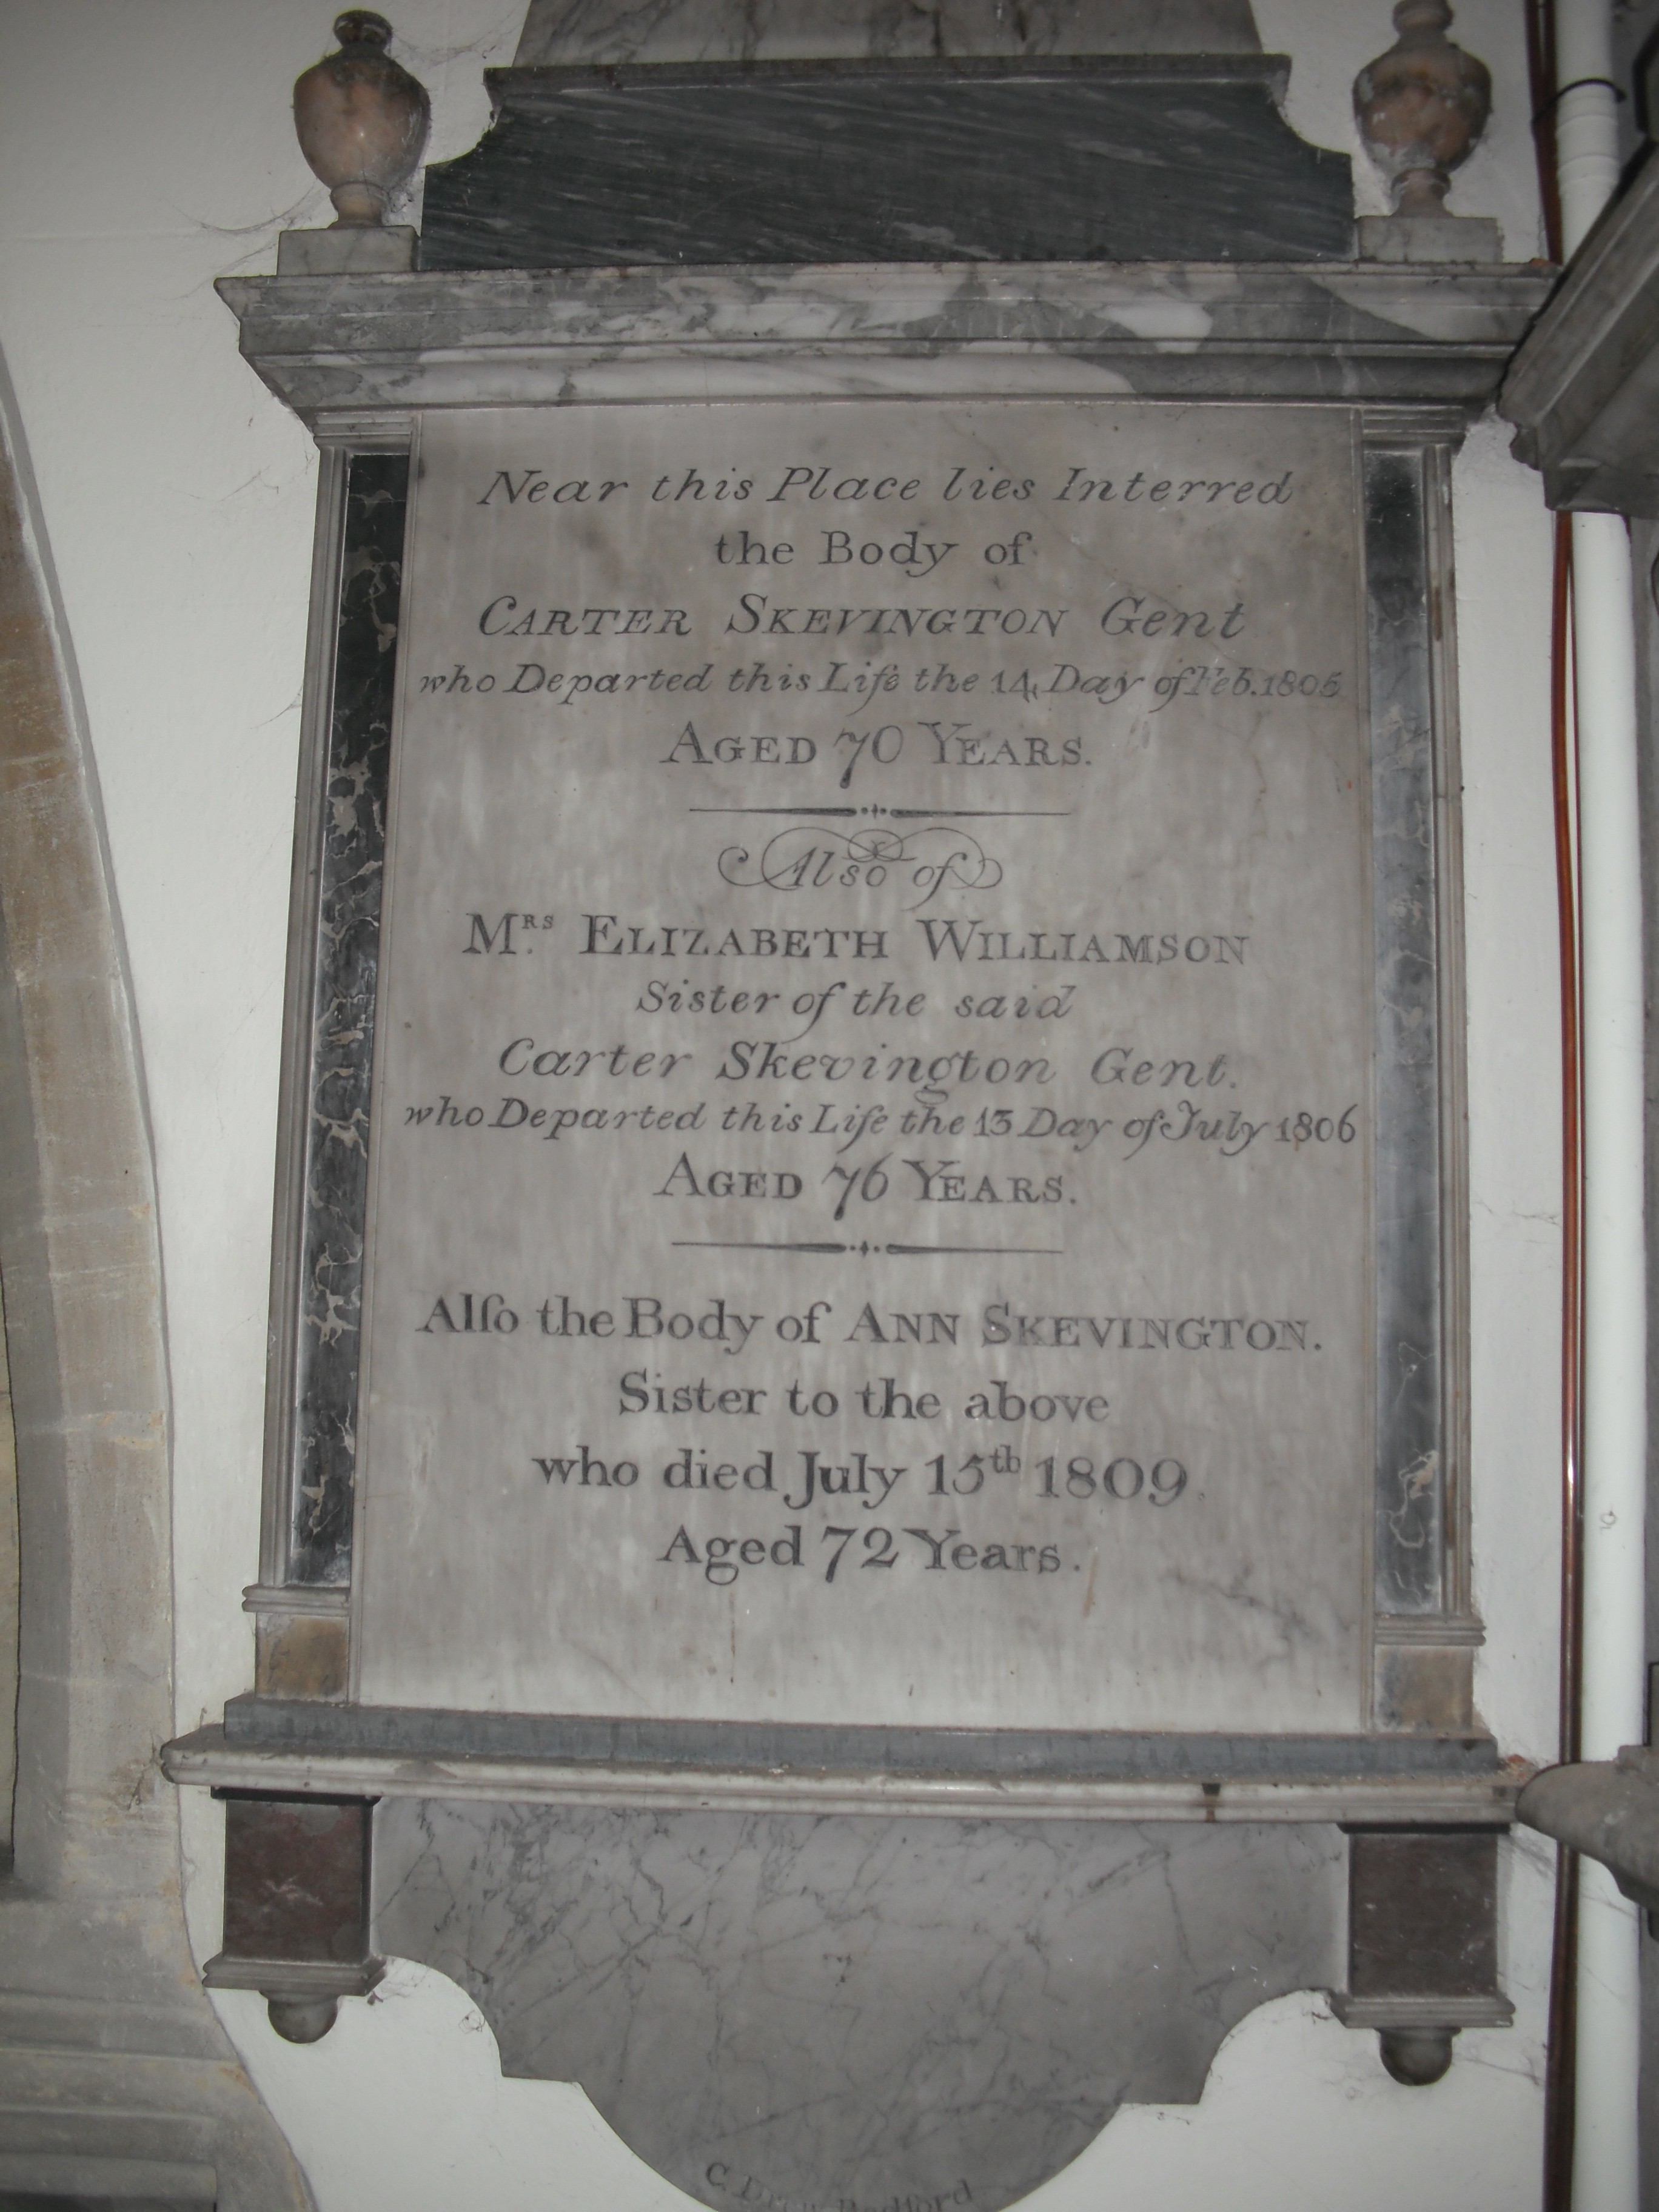 Near this Place lies Interred
the Body of
CARTER SKEVINGTON Gent
who Departed this Life the 14 Day of Feb. 1805
AGED 70 YEARS.
Also of
MRS ELIZABETH WILLIAMSON
Sister of the said
Carter Skevington Gent.
who Departed this Life the 13 Day of July 1806
AGED 76 YEARS.
Alſo the Body of ANN SKEVINGTON.
Sister to the above
who died July 15th 1809.
Aged 72 Years.
C. Bedford